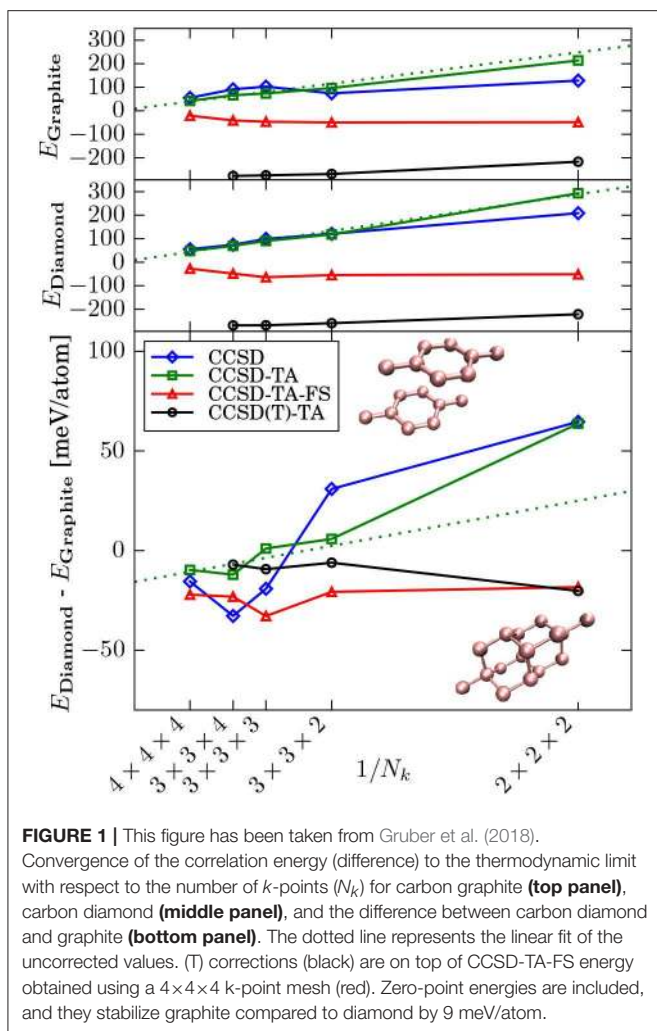 300
200
100
0
−100
−200
E_Graphite
300
200
100
0
−100
−200
E_Diamond
100
50
0
−50
E_Diamond - E_Graphite [meV/atom]
CCSD
CCSD-TA
CCSD-TA-FS
CCSD(T)-TA
4 × 4 × 4
3 × 3 × 4
3 × 3 × 3
3 × 3 × 2
1/N_k
2 × 2 × 2
FIGURE 1 | This figure has been taken from Gruber et al. (2018).
Convergence of the correlation energy (difference) to the thermodynamic limit
with respect to the number of k-points (N_k) for carbon graphite (top panel),
carbon diamond (middle panel), and the difference between carbon diamond
and graphite (bottom panel). The dotted line represents the linear fit of the
uncorrected values. (T) corrections (black) are on top of CCSD-TA-FS energy
obtained using a 4×4×4 k-point mesh (red). Zero-point energies are included,
and they stabilize graphite compared to diamond by 9 meV/atom.